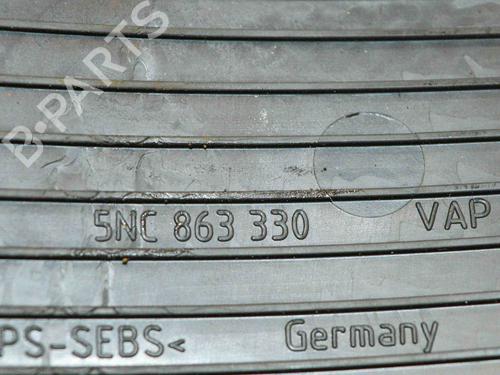 B-PARTS
5NC 863 330 VAP
PS-SEBS< Germany